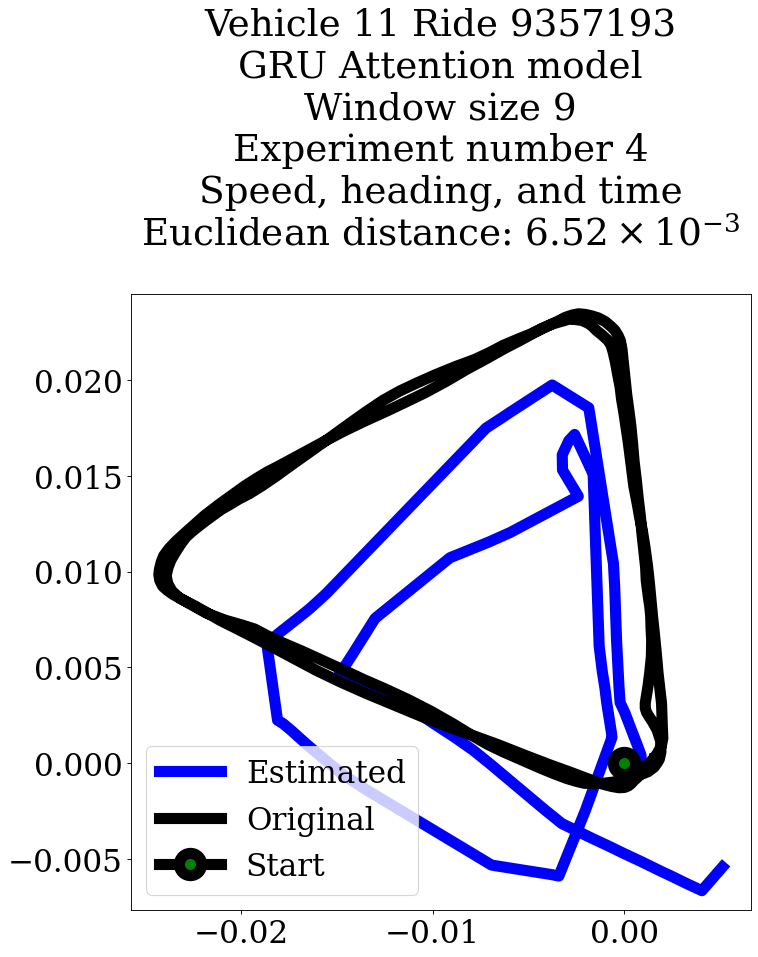 Vehicle 11 Ride 9357193
GRU Attention model
Window size 9
Experiment number 4
Speed, heading, and time
Euclidean distance: 6.52 × 10⁻³
0.020
0.015
0.010
0.005
0.000
−0.005
Estimated
Original
Start
−0.02 −0.01 0.00